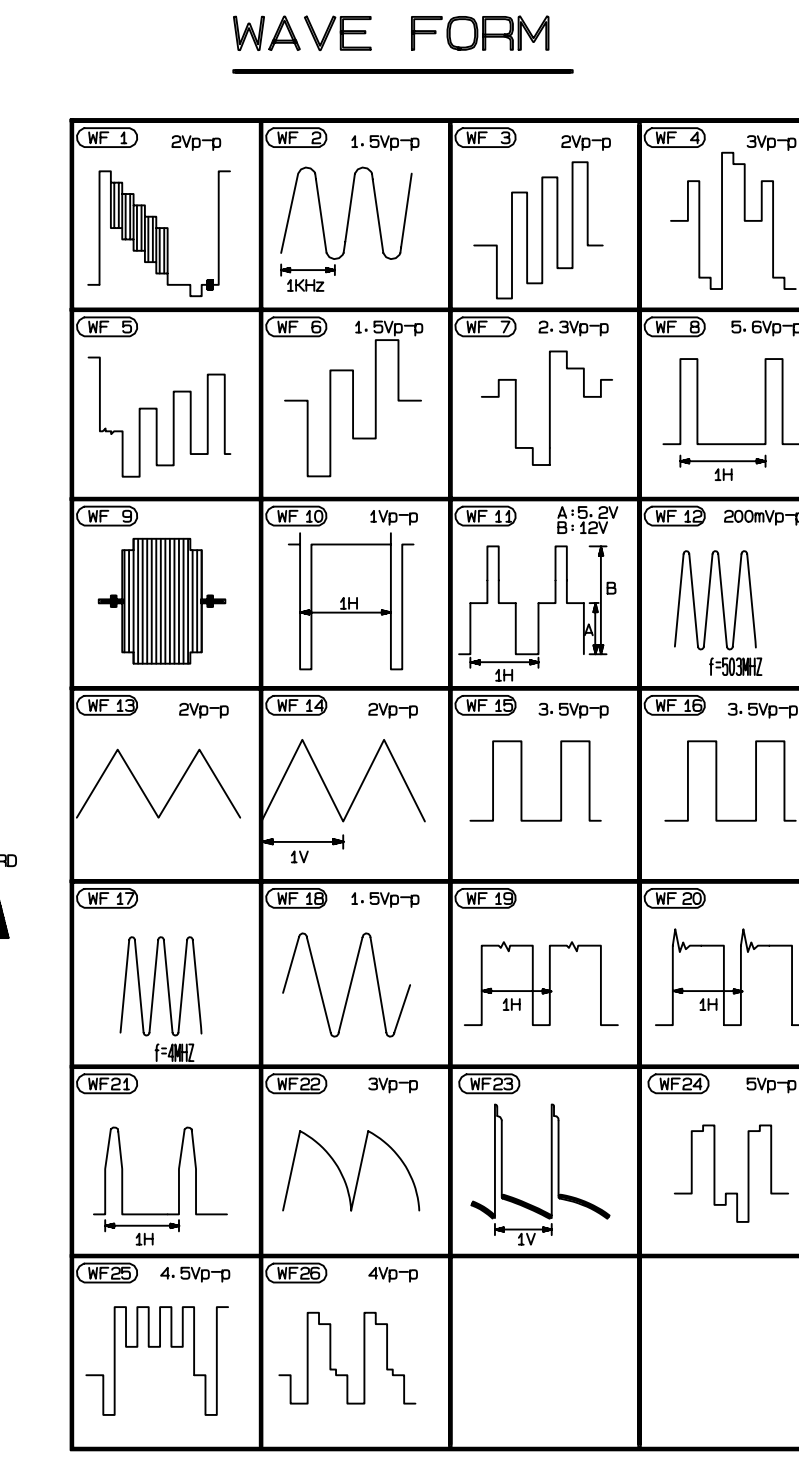 WAVE FORM
WF 1 2Vp-p
WF 2 1.5Vp-p
1KHz
WF 3 2Vp-p
WF 4 3Vp-p
WF 5
WF 6 1.5Vp-p
WF 7 2.3Vp-p
WF 8 5.6Vp-p
1H
WF 9
WF 10 1Vp-p
1H
WF 11 A:5.2V
B:12V
B
A
1H
WF 12 200mVp-p
f=503MHZ
WF 13 2Vp-p
WF 14 2Vp-p
1V
WF 15 3.5Vp-p
WF 16 3.5Vp-p
RD
WF 17
f=4MHZ
WF 18 1.5Vp-p
WF 19
1H
WF 20
1H
WF21
1H
WF22 3Vp-p
WF23
1V
WF24 5Vp-p
WF25 4.5Vp-p
WF26 4Vp-p